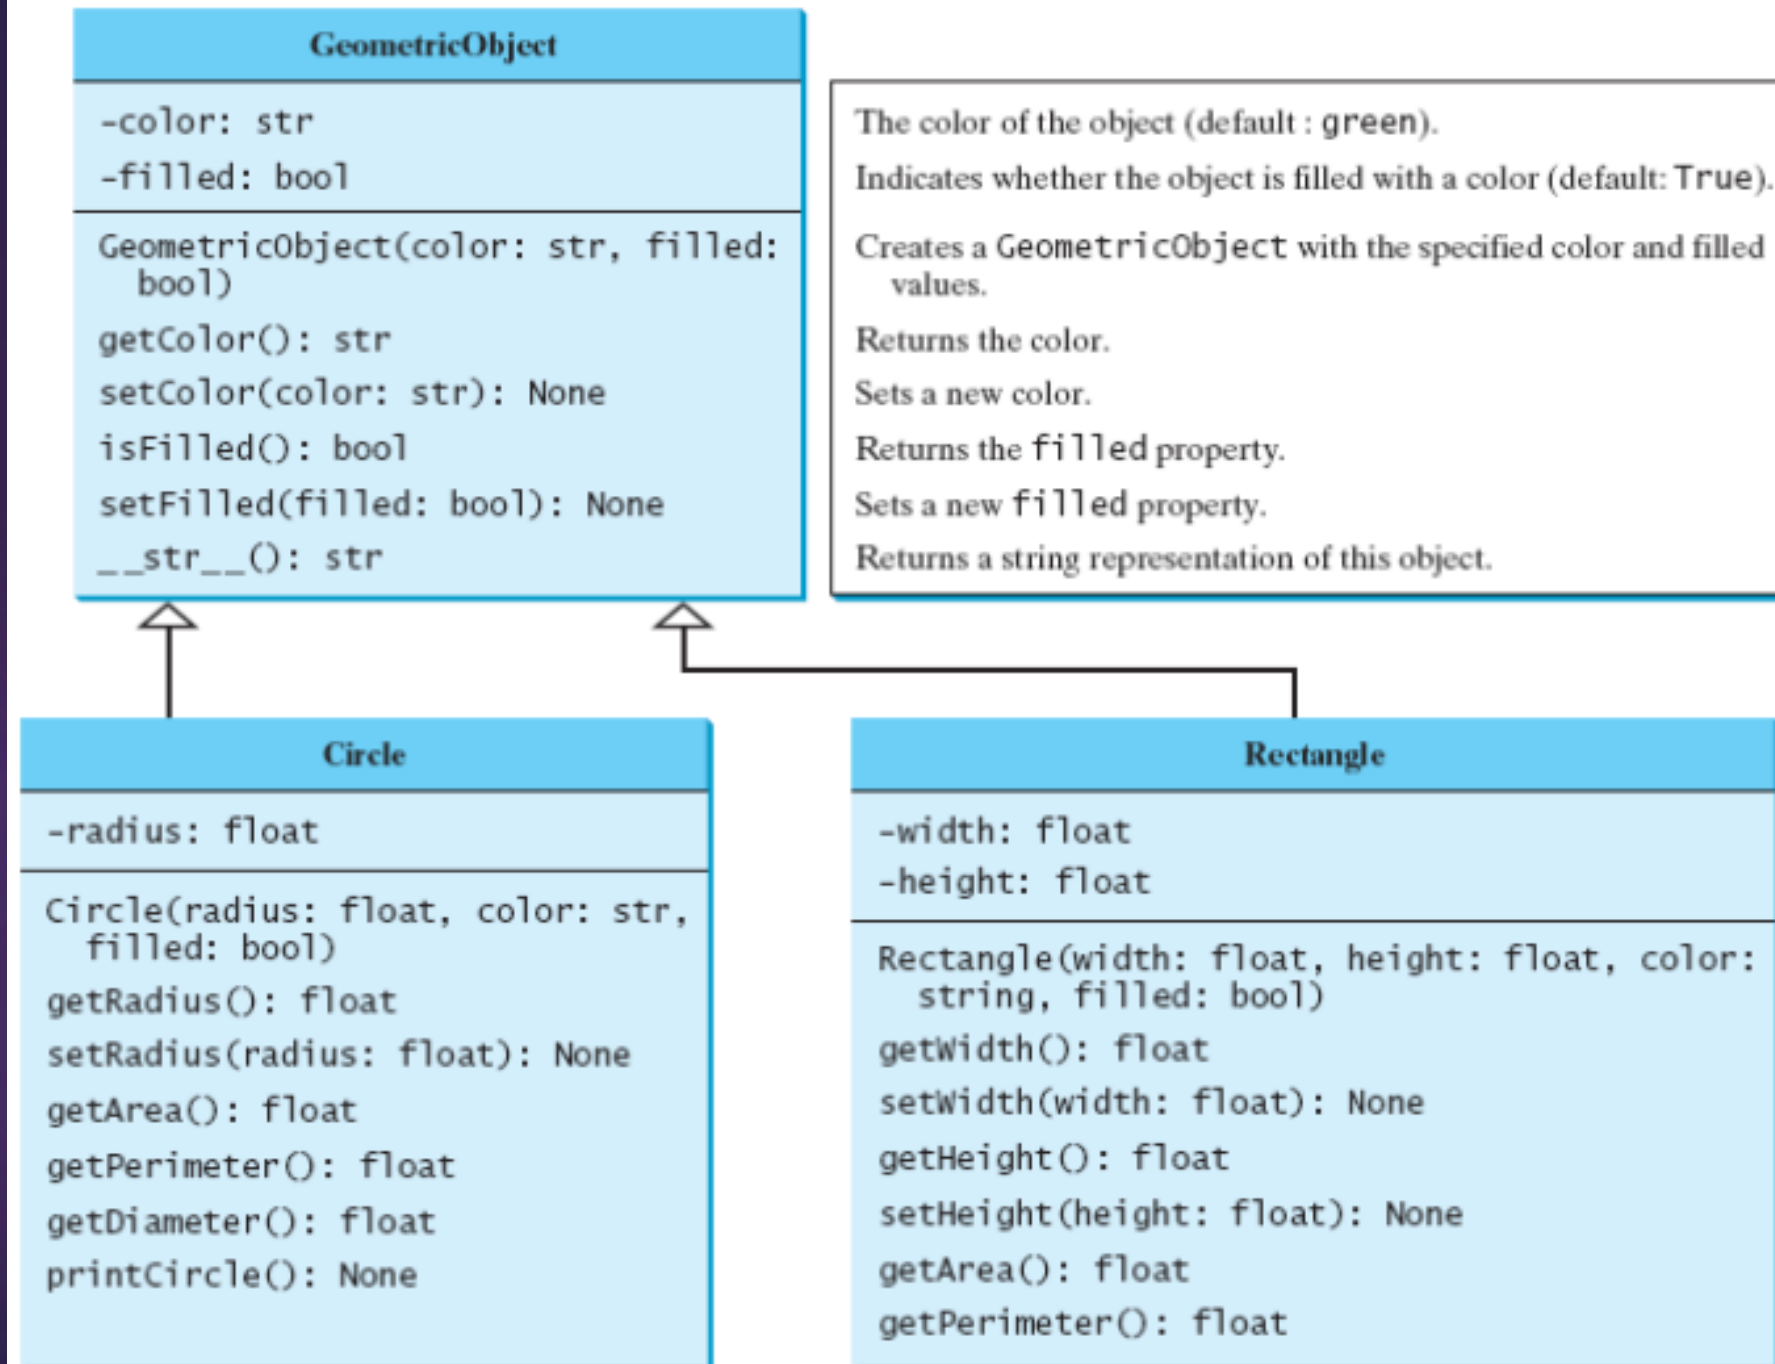 GeometricObject
-color: str
-filled: bool
GeometricObject(color: str, filled:
bool)
getColor(): str
setColor(color: str): None
isFilled(): bool
setFilled(filled: bool): None
__str__(): str
The color of the object (default : green).
Indicates whether the object is filled with a color (default: True).
Creates a GeometricObject with the specified color and filled
values.
Returns the color.
Sets a new color.
Returns the filled property.
Sets a new filled property.
Returns a string representation of this object.
Circle
-radius: float
Circle(radius: float, color: str,
filled: bool)
getRadius(): float
setRadius(radius: float): None
getArea(): float
getPerimeter(): float
getDiameter(): float
printCircle(): None
Rectangle
-width: float
-height: float
Rectangle(width: float, height: float, color:
string, filled: bool)
getWidth(): float
setWidth(width: float): None
getHeight(): float
setHeight(height: float): None
getArea(): float
getPerimeter(): float